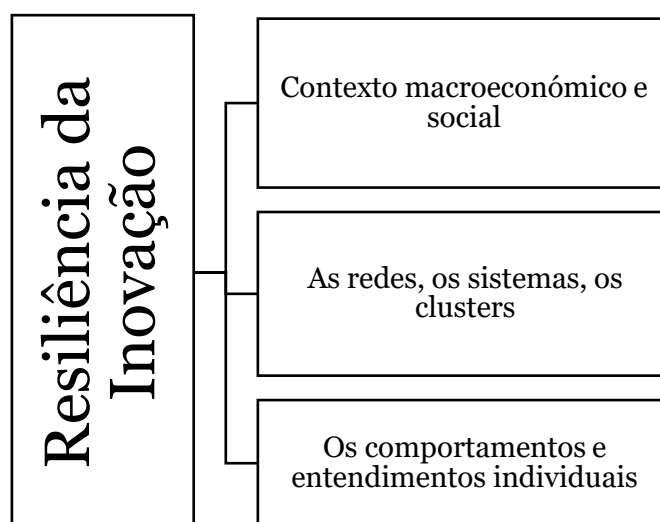 Resiliência da
Inovação
Contexto macroeconómico e
social
As redes, os sistemas, os
clusters
Os comportamentos e
entendimentos individuais